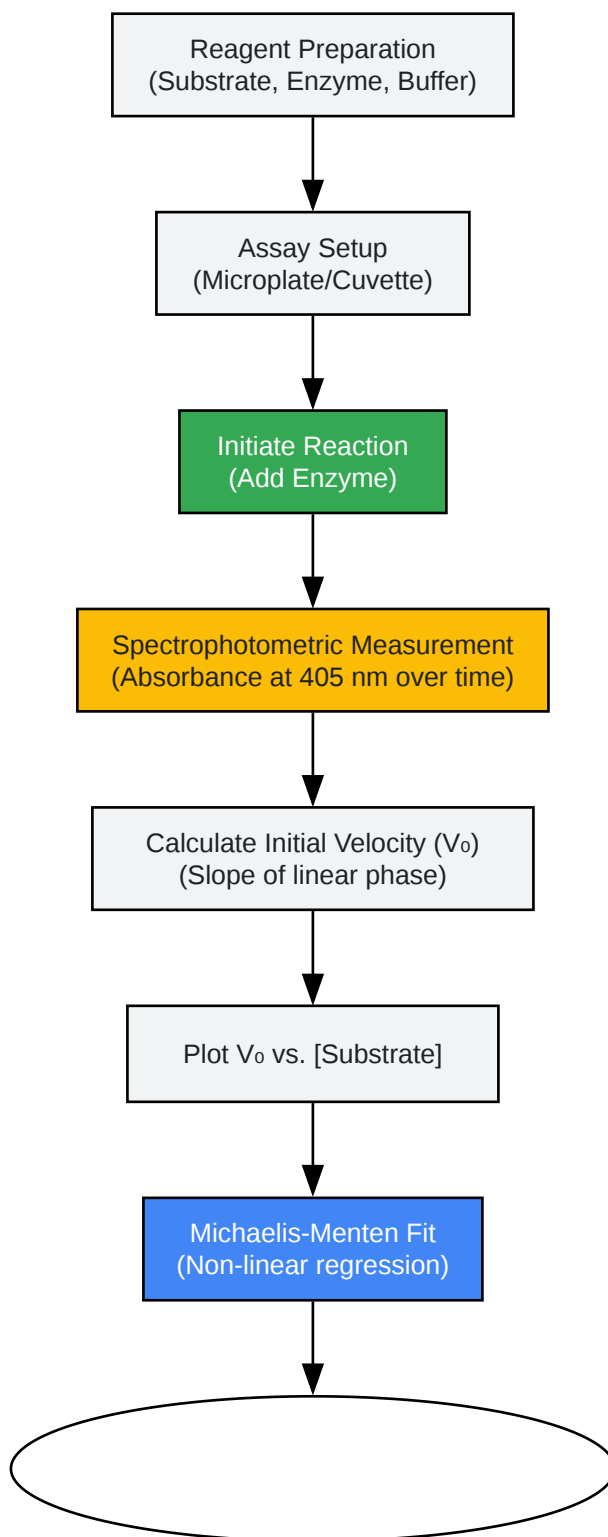 Reagent Preparation
(Substrate, Enzyme, Buffer)
Assay Setup
(Microplate/Cuvette)
Initiate Reaction
(Add Enzyme)
Spectrophotometric Measurement
(Absorbance at 405 nm over time)
Calculate Initial Velocity (V₀)
(Slope of linear phase)
Plot V₀ vs. [Substrate]
Michaelis-Menten Fit
(Non-linear regression)